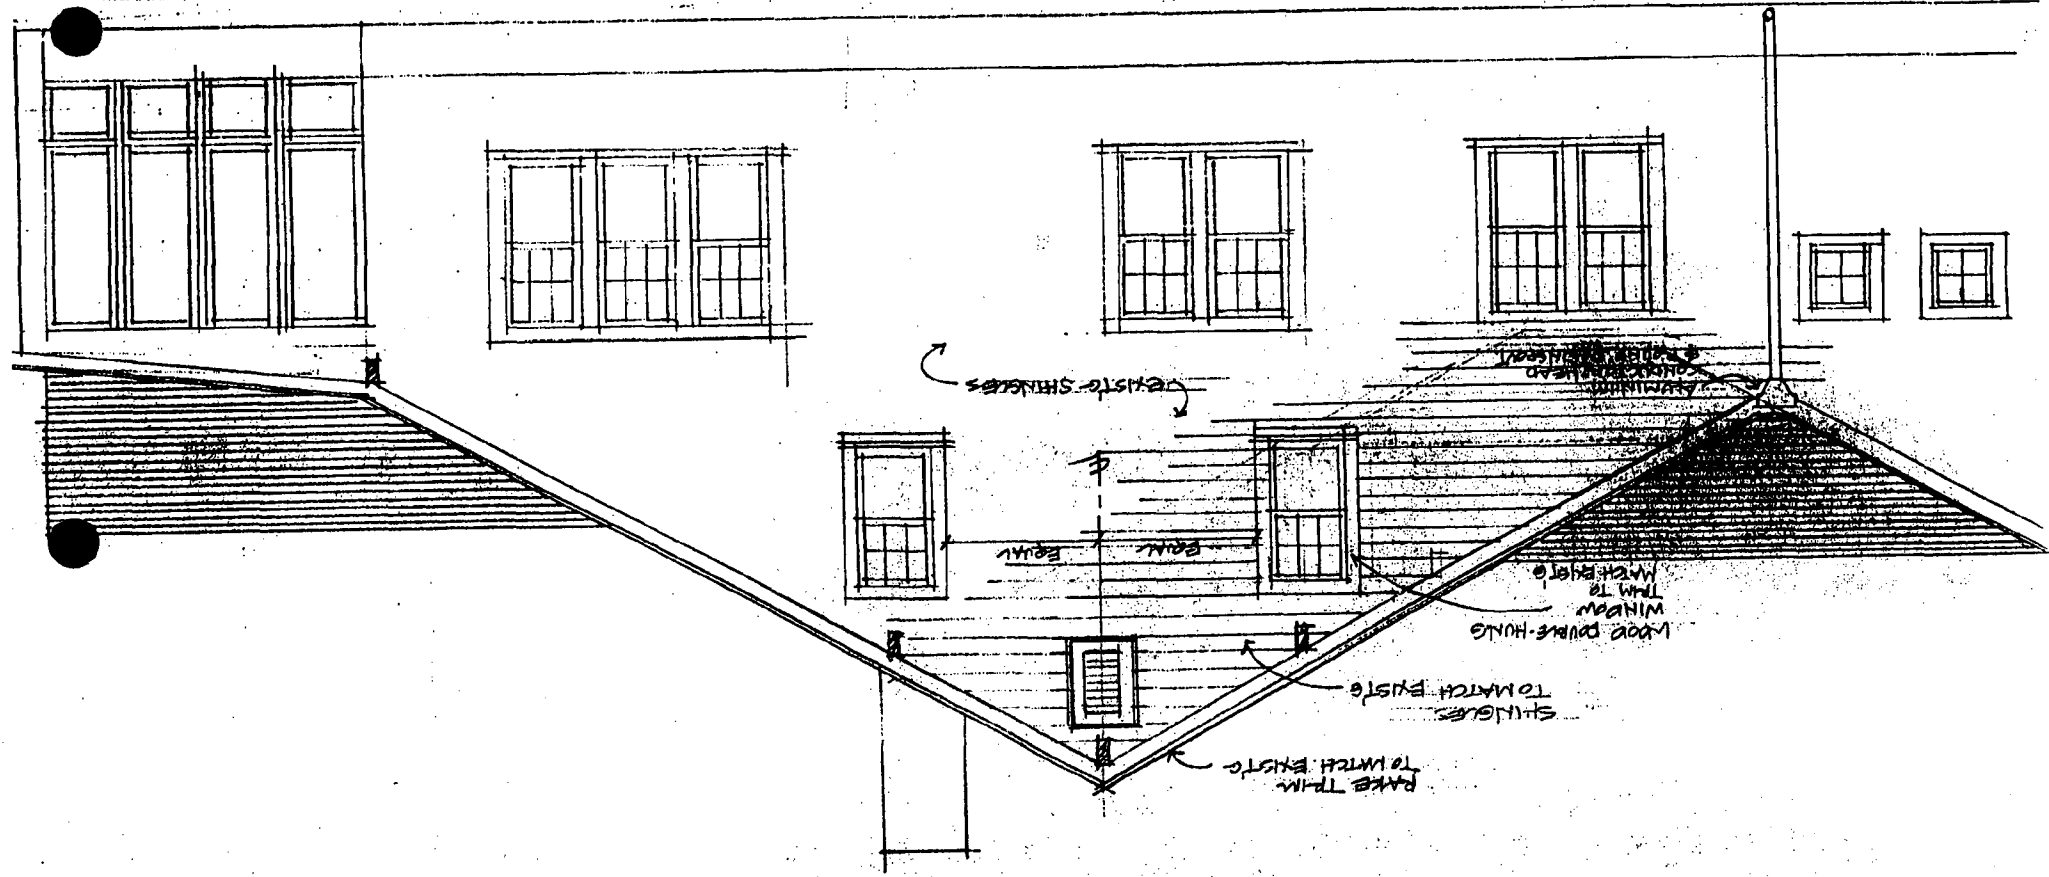 RAKE TRIM
TO MATCH EXIST'G
SHINGLES
TO MATCH EXIST'G
WOOD DOUBLE-HUNG
WINDOW
TRIM TO
MATCH EXIST'G
EQUAL
EQUAL
EXIST'G SHINGLES
ALUMINUM
CONDUCTOR HEAD